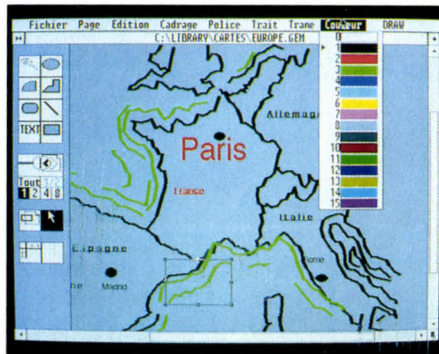 Fichier Page Edition Cadrage Police Trait Trame Couleur DRAW
C:\LIBRARY\CARTES\EUROPE.GEM
0
1
2
3
4
5
6
7
8
9
10
11
12
13
14
15
TEXT
Tout
1 2 4 8
Allemagn
Paris
France
Italie
Espagne
Rome
Madrid